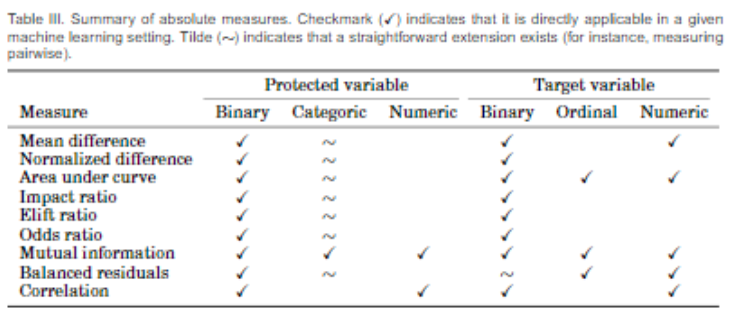 Table III. Summary of absolute measures. Checkmark (✓) indicates that it is directly applicable in a given
machine learning setting. Tilde (~) indicates that a straightforward extension exists (for instance, measuring
pairwise).
Protected variable Target variable
Measure Binary Categoric Numeric Binary Ordinal Numeric
Mean difference ✓ ~ ✓ ✓
Normalized difference ✓ ~ ✓
Area under curve ✓ ~ ✓ ✓ ✓
Impact ratio ✓ ~ ✓
Elift ratio ✓ ~ ✓
Odds ratio ✓ ~ ✓
Mutual information ✓ ✓ ✓ ✓ ✓ ✓
Balanced residuals ✓ ~ ~ ✓ ✓
Correlation ✓ ✓ ✓ ✓